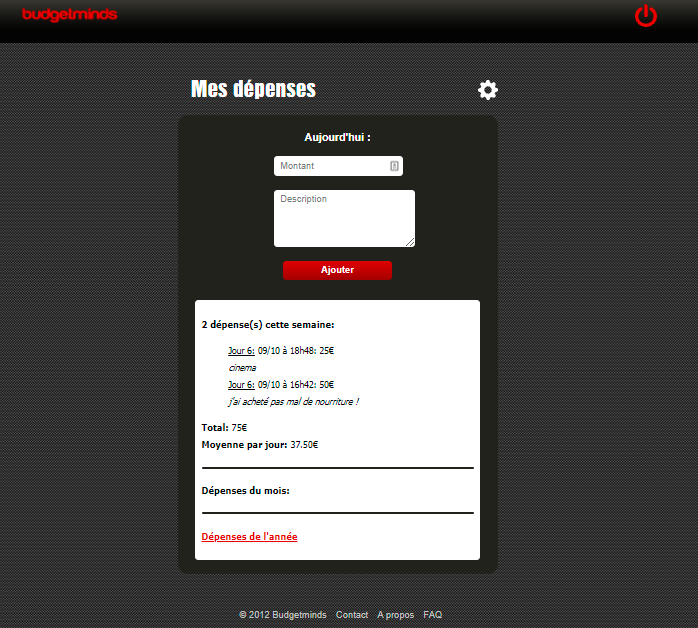 budgetminds
Mes dépenses
Aujourd'hui :
Montant
Description
Ajouter
2 dépense(s) cette semaine:
Jour 6: 09/10 à 18h48: 25€
cinema
Jour 6: 09/10 à 16h42: 50€
j'ai acheté pas mal de nourriture !
Total: 75€
Moyenne par jour: 37.50€
Dépenses du mois:
Dépenses de l'année
© 2012 Budgetminds Contact A propos FAQ